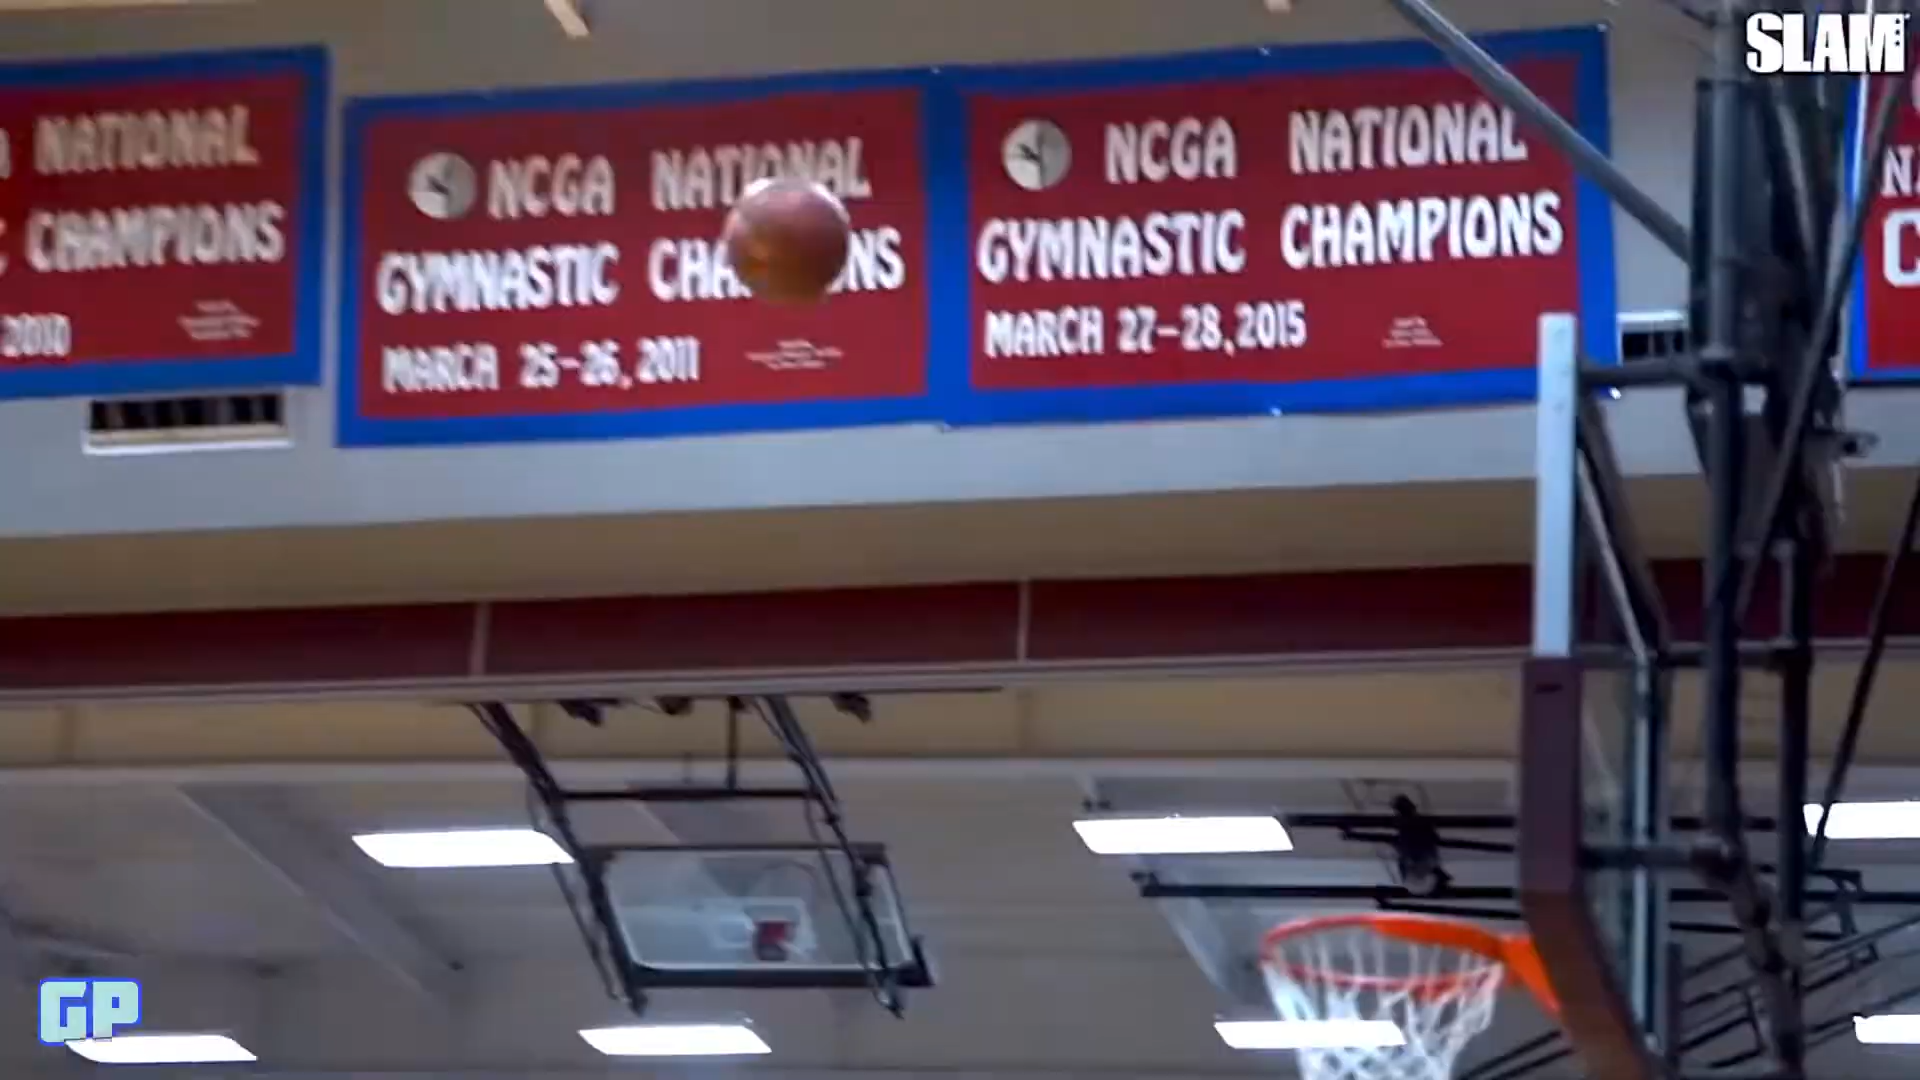 SLAM
NATIONAL
CHAMPIONS
2010
NCGA NATIONAL
GYMNASTIC CHAMPIONS
MARCH 25-26, 2011
NCGA NATIONAL
GYMNASTIC CHAMPIONS
MARCH 27-28, 2015
GP